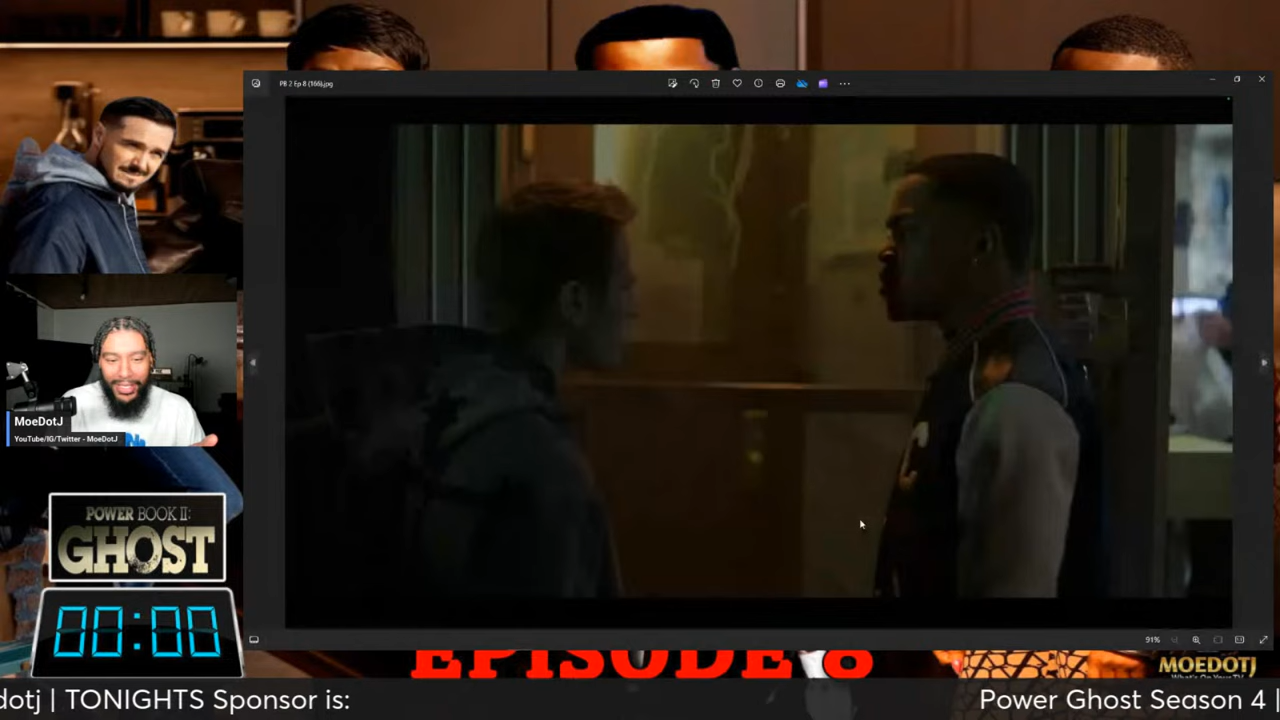 PB 2 Ep 8 (166).jpg
MoeDotJ
YouTube/IG/Twitter - MoeDotJ
POWER BOOK II:
GHOST
00:00
91%
EPISODE 8
MOEDOTJ
What's On Your TV
dotj | TONIGHTS Sponsor is:
Power Ghost Season 4 |